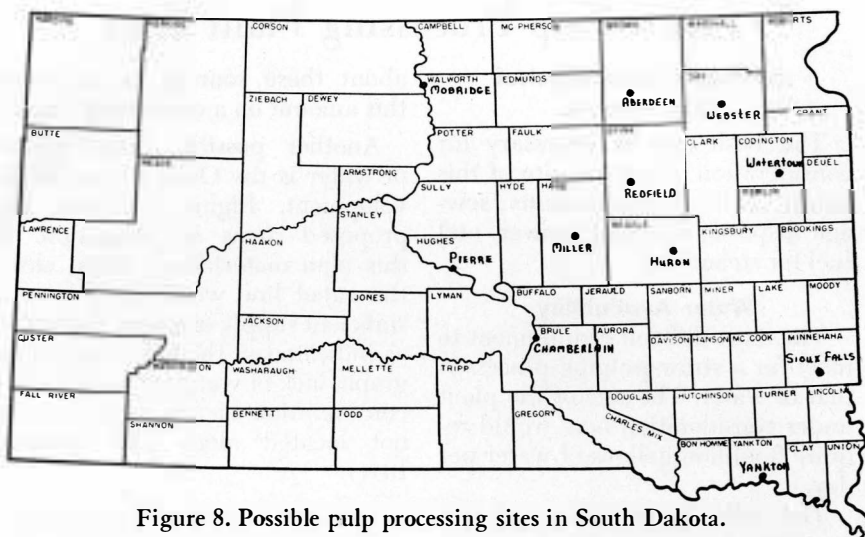 CORSON
CAMPBELL
MC PHERSON
MARSHALL
WALWORTH
EDMUNDS
MOBRIDGE
ZIEBACH
DEWEY
ABERDEEN
WEBSTER
GRANT
BUTTE
POTTER
FAULK
CLARK
CODINGTON
WATERTOWN
DEUEL
MEADE
ARMSTRONG
SULLY
HYDE
REDFIELD
HAMLIN
STANLEY
LAWRENCE
HAAKON
HUGHES
PIERRE
MILLER
BEADLE
HURON
KINGSBURY
BROOKINGS
PENNINGTON
JONES
LYMAN
BUFFALO
JERAULD
SANBORN
MINER
LAKE
MOODY
JACKSON
BRULE
AURORA
CHAMBERLAIN
DAVISON
HANSON
MC COOK
MINNEHAHA
CUSTER
WASHABAUGH
MELLETTE
TRIPP
SIOUX FALLS
FALL RIVER
SHANNON
BENNETT
TODD
GREGORY
DOUGLAS
CHARLES MIX
HUTCHINSON
TURNER
LINCOLN
BON HOMME
YANKTON
YANKTON
CLAY
UNION
Figure 8. Possible pulp processing sites in South Dakota.